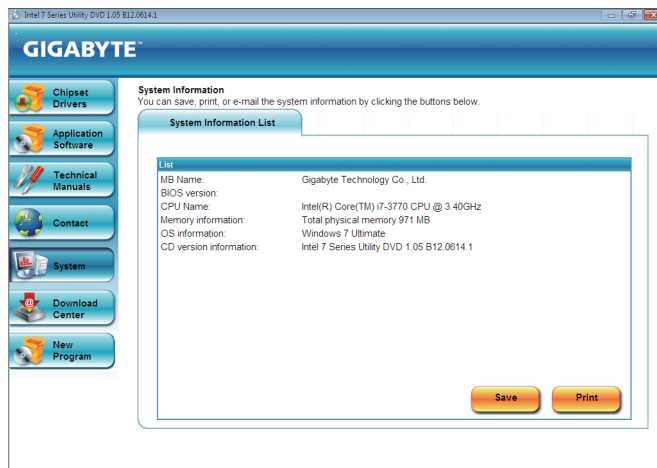 Intel 7 Series Utility DVD 1.05 B12.0614.1
GIGABYTE™
Chipset
Drivers
Application
Software
Technical
Manuals
Contact
System
Download
Center
New
Program
System Information
You can save, print, or e-mail the system information by clicking the buttons below.
System Information List
List
MB Name: Gigabyte Technology Co., Ltd.
BIOS version:
CPU Name: Intel(R) Core(TM) i7-3770 CPU @ 3.40GHz
Memory information: Total physical memory 971 MB
OS information: Windows 7 Ultimate
CD version information: Intel 7 Series Utility DVD 1.05 B12.0614.1
Save Print